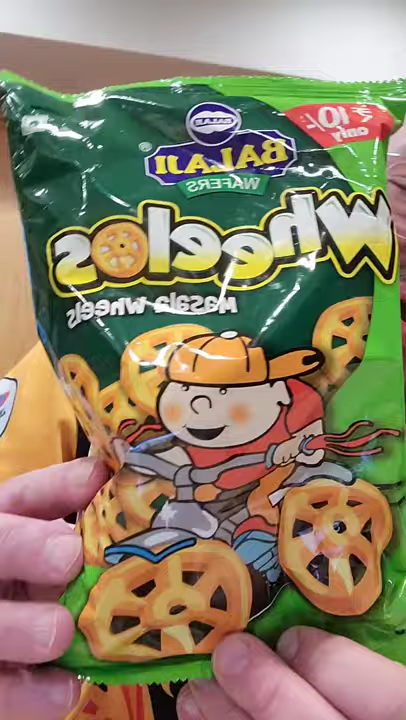 BALAJI
₹ 10/-
only
BALAJI
WAFERS
Wheelos
Masala Wheels